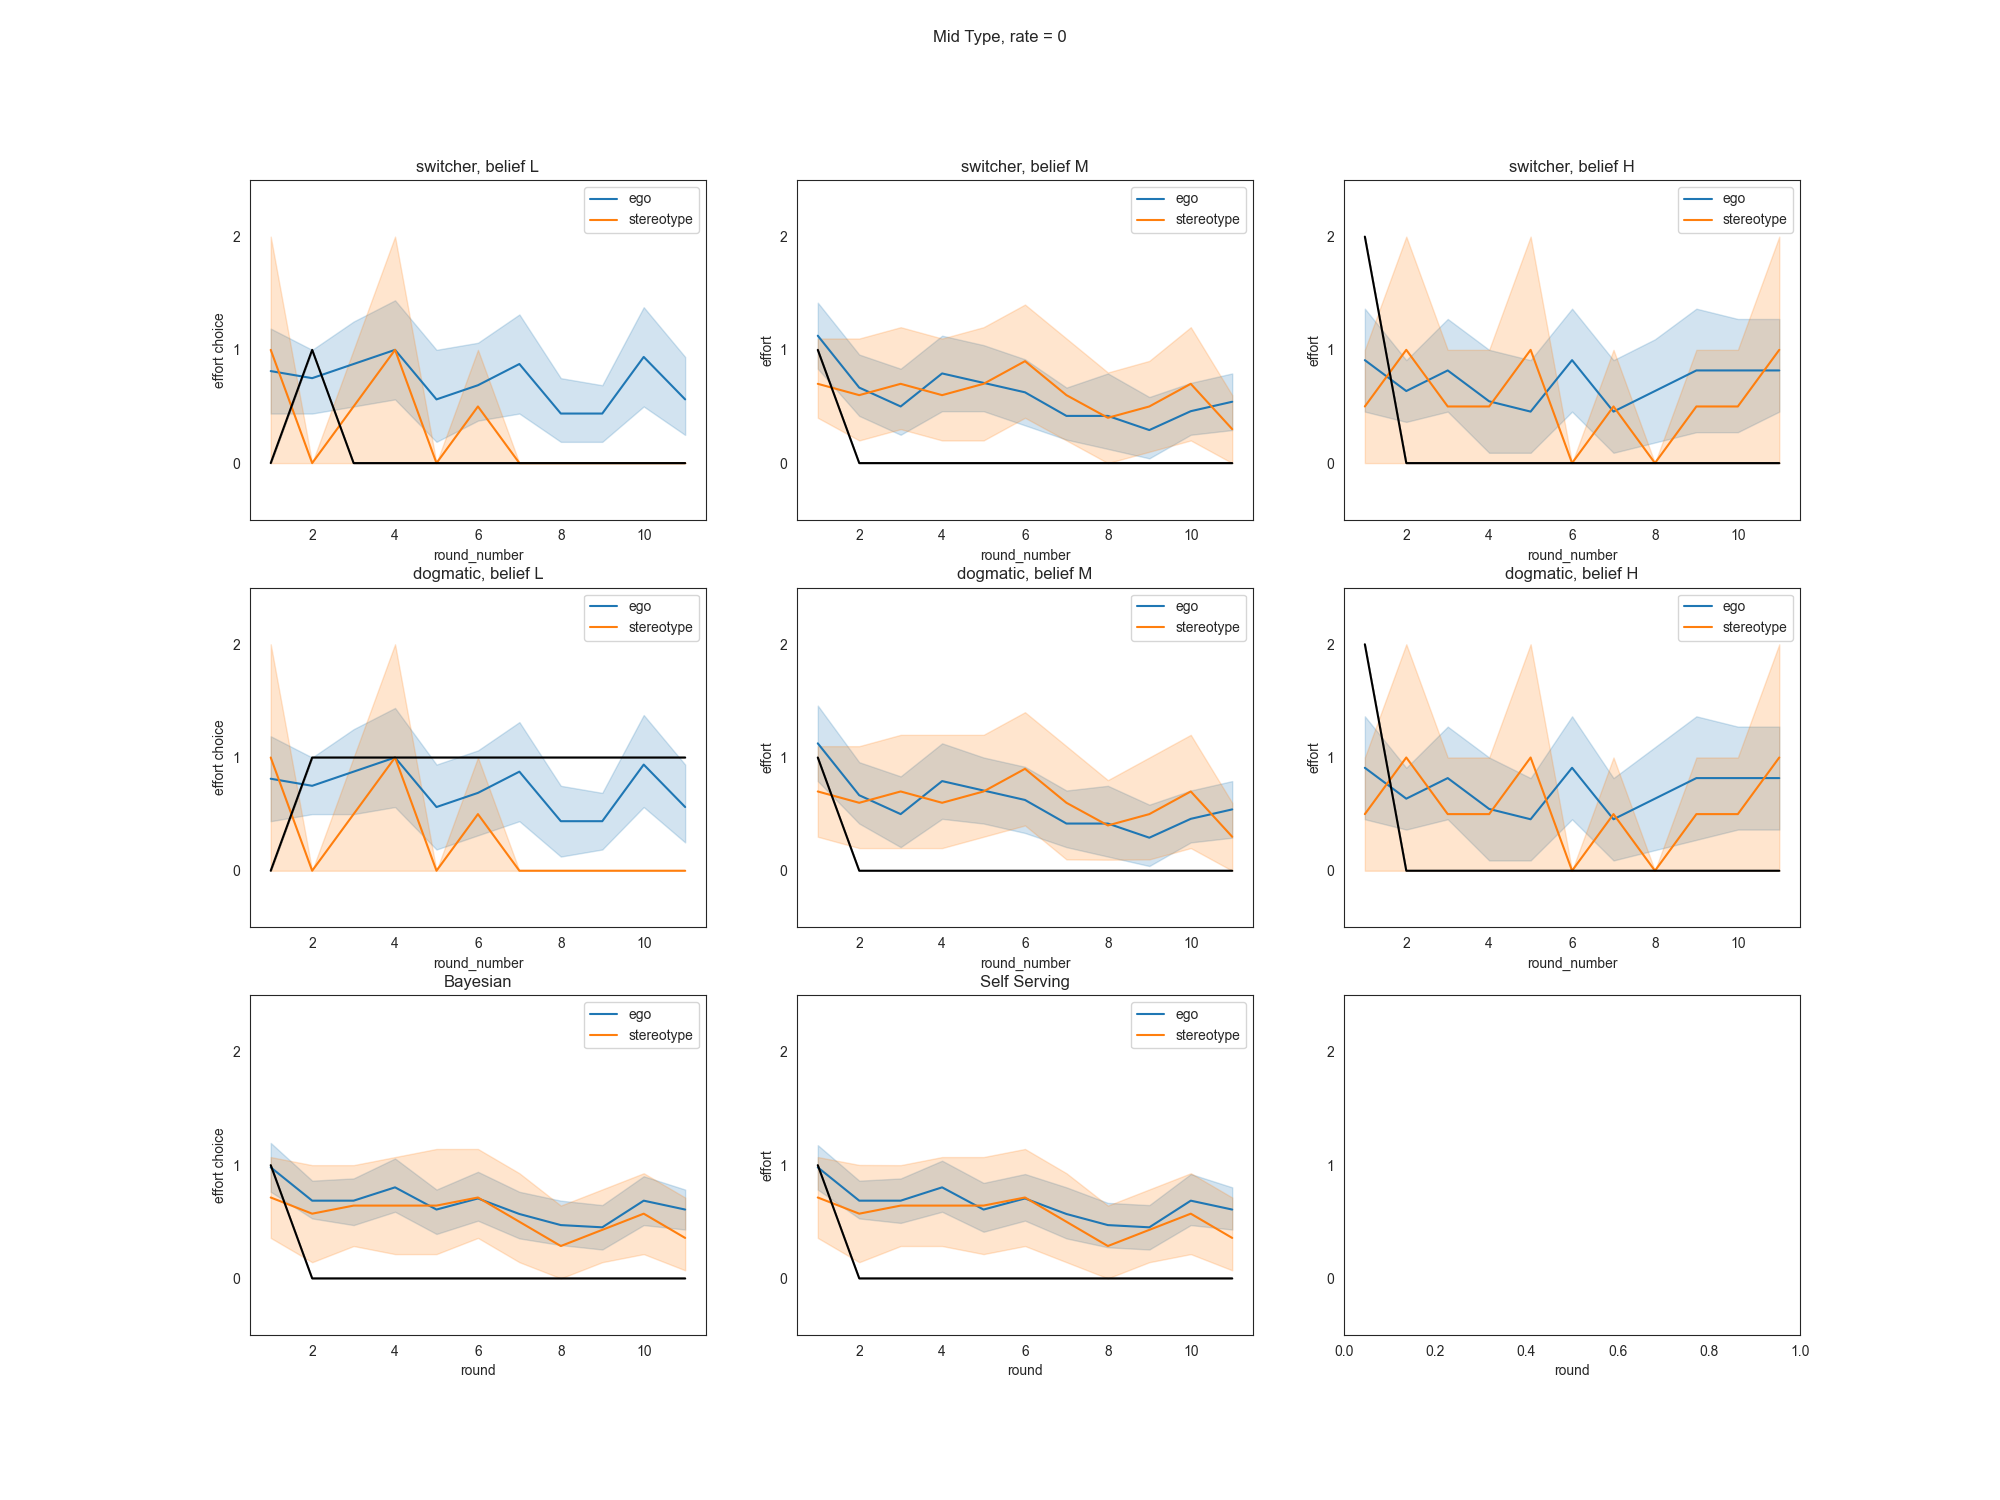 Mid Type, rate = 0
switcher, belief L
ego
stereotype
2
1
0
effort choice
2 4 6 8 10
round_number
switcher, belief M
ego
stereotype
2
1
0
effort
2 4 6 8 10
round_number
switcher, belief H
ego
stereotype
2
1
0
effort
2 4 6 8 10
round_number
dogmatic, belief L
ego
stereotype
2
1
0
effort choice
2 4 6 8 10
round_number
dogmatic, belief M
ego
stereotype
2
1
0
effort
2 4 6 8 10
round_number
dogmatic, belief H
ego
stereotype
2
1
0
effort
2 4 6 8 10
round_number
Bayesian
ego
stereotype
2
1
0
effort choice
2 4 6 8 10
round
Self Serving
ego
stereotype
2
1
0
effort
2 4 6 8 10
round
2
1
0
0.0 0.2 0.4 0.6 0.8 1.0
round